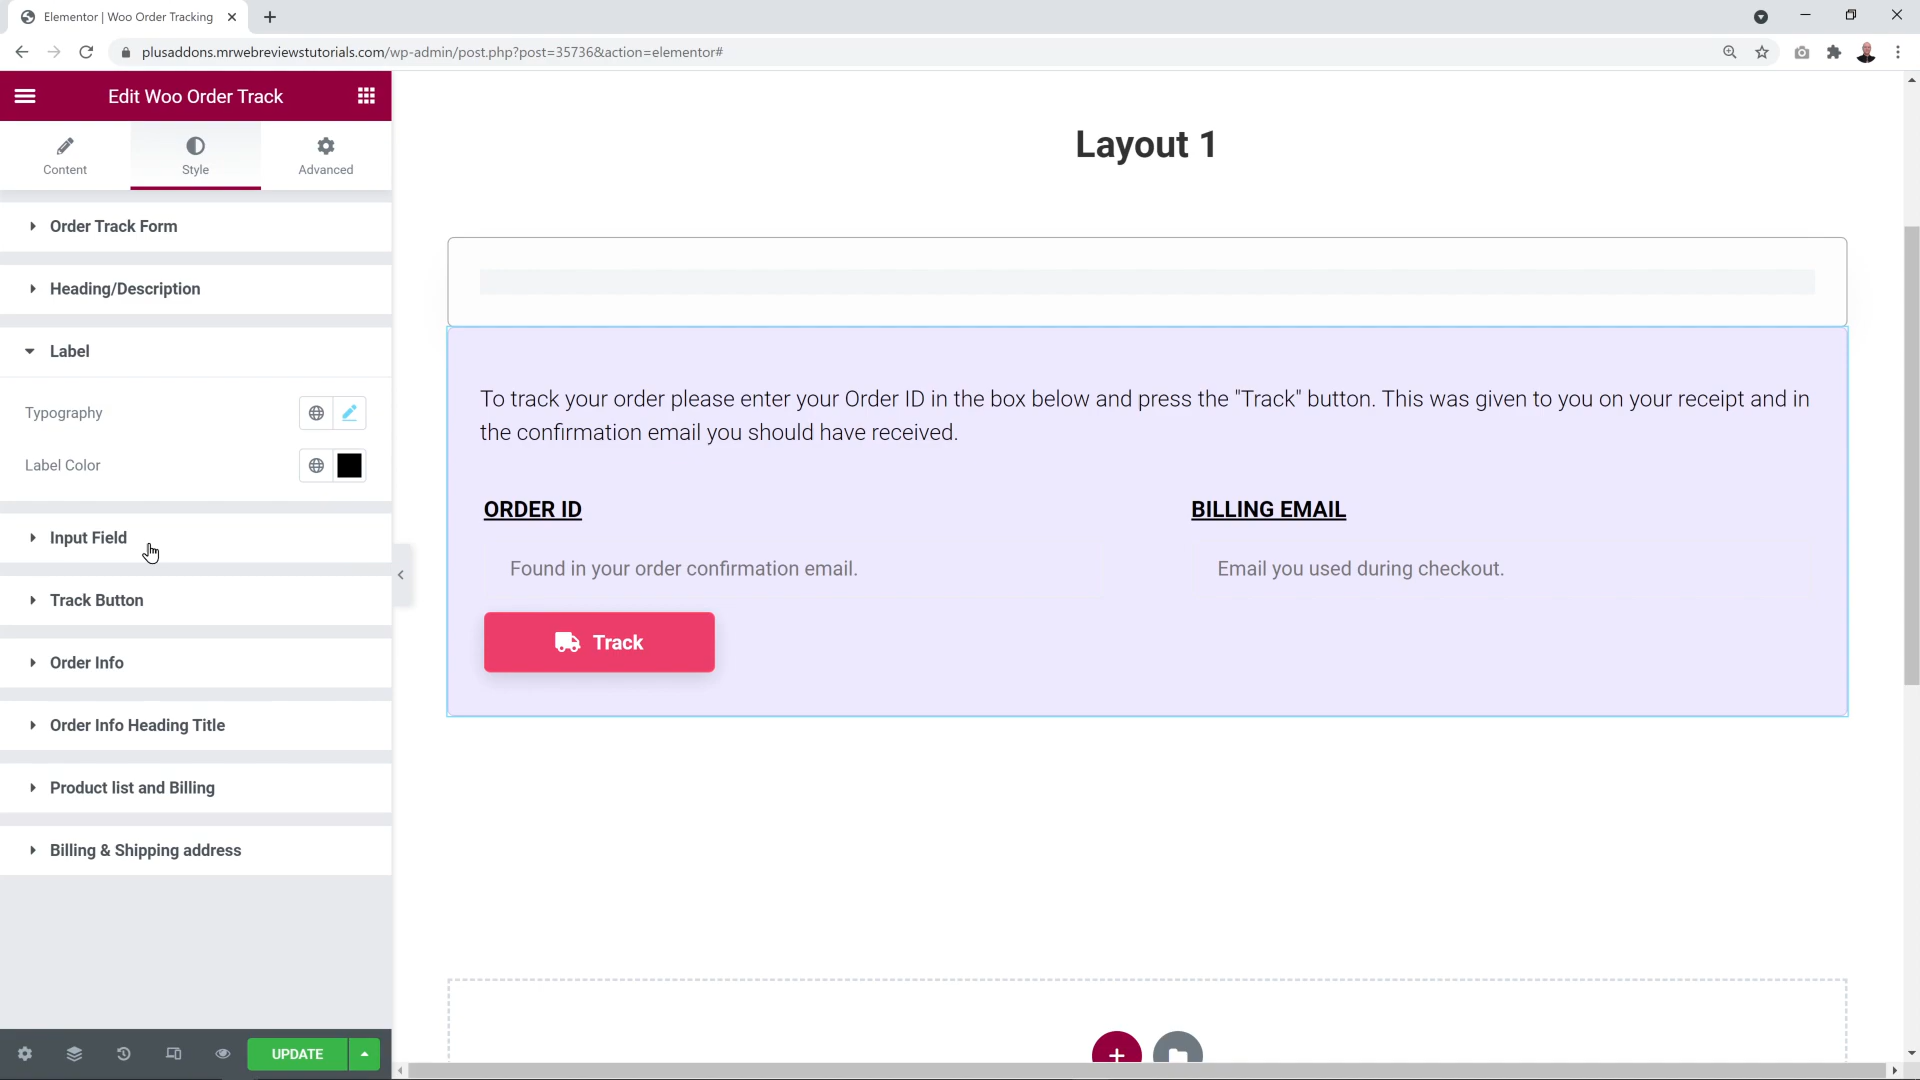 Elementor | Woo Order Tracking
plusaddons.mrwebreviewstutorials.com/wp-admin/post.php?post=35736&action=elementor#
Edit Woo Order Track
Content
Style
Advanced
Order Track Form
Heading/Description
Label
Typography
Label Color
Input Field
Track Button
Order Info
Order Info Heading Title
Product list and Billing
Billing & Shipping address
UPDATE
Layout 1
To track your order please enter your Order ID in the box below and press the "Track" button. This was given to you on your receipt and in
the confirmation email you should have received.
ORDER ID
BILLING EMAIL
Found in your order confirmation email.
Email you used during checkout.
Track